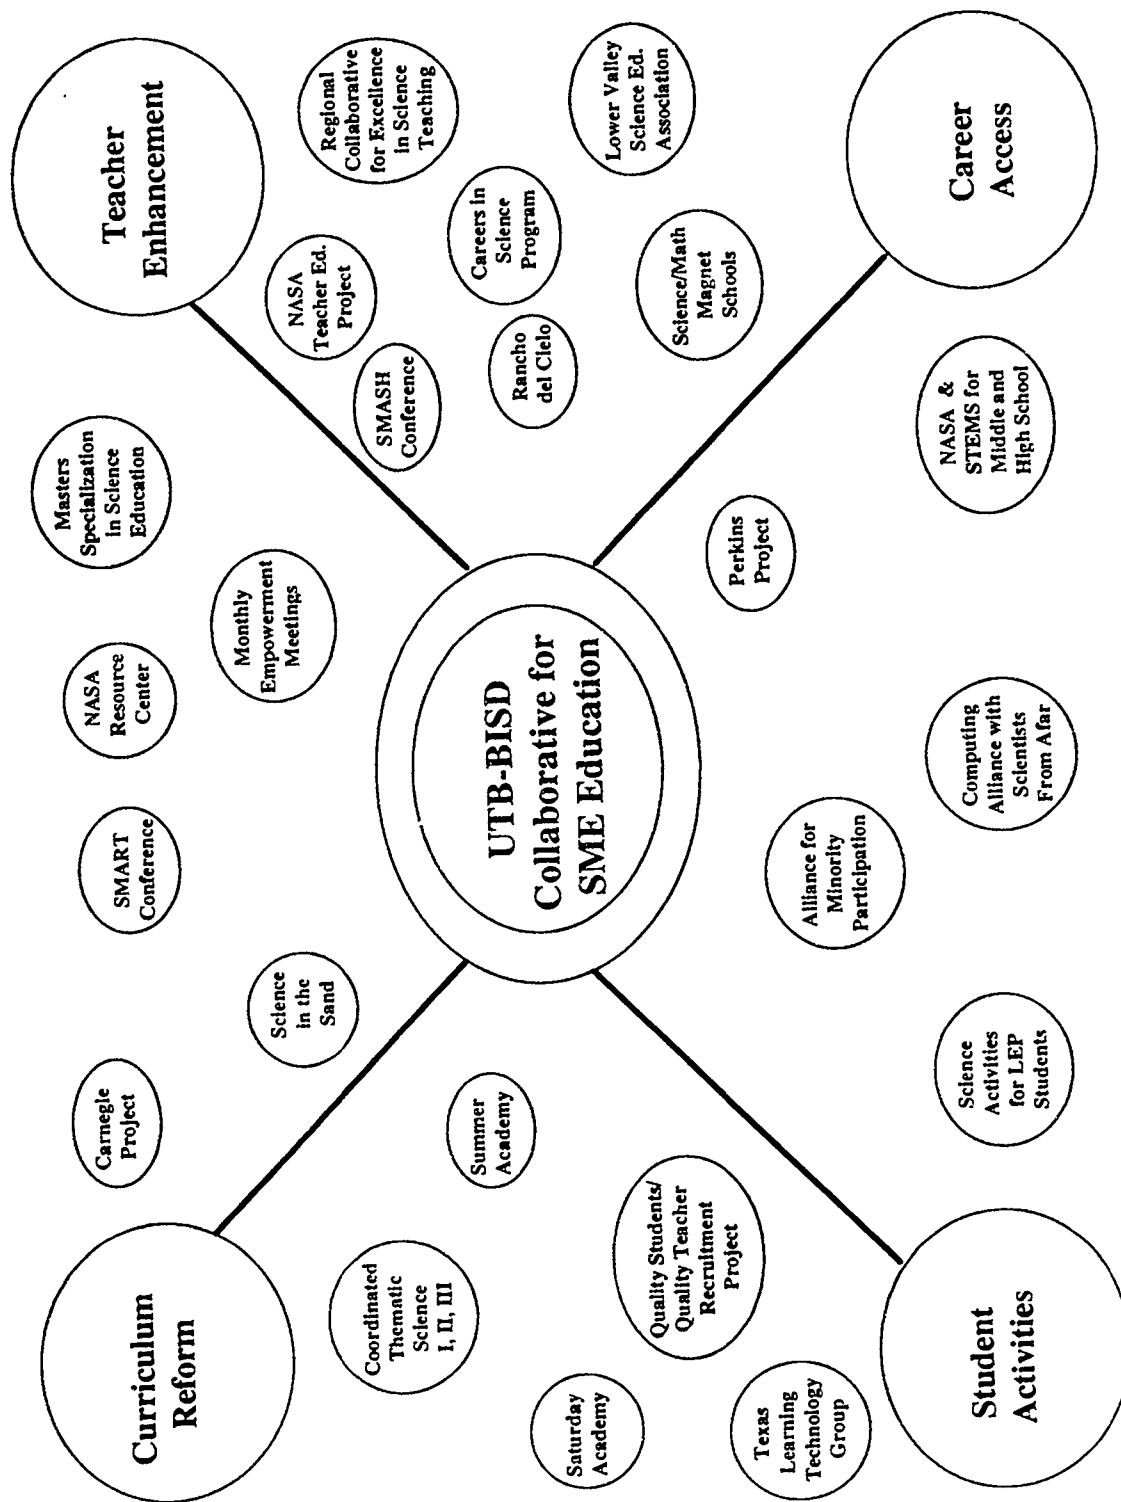 Curriculum
Reform
Carnegie
Project
SMART
Conference
NASA
Resource
Center
Masters
Specialization
in Science
Education
Teacher
Enhancement
Science
in the
Sand
Monthly
Empowerment
Meetings
NASA
Teacher Ed.
Project
Regional
Collaborative
for Excellence
in Science
Teaching
Coordinated
Thematic
Science
I, II, III
SMASH
Conference
Summer
Academy
Careers in
Science
Program
Rancho
del Cielo
UTB-BISD
Collaborative for
SME Education
Saturday
Academy
Lower Valley
Science Ed.
Association
Quality Students/
Quality Teacher
Recruitment
Project
Science/Math
Magnet
Schools
Perkins
Project
Texas
Learning
Technology
Group
Alliance for
Minority
Participation
Student
Activities
Science
Activities
for LEP
Students
Computing
Alliance with
Scientists
From Afar
NASA &
STEMS for
Middle and
High School
Career
Access